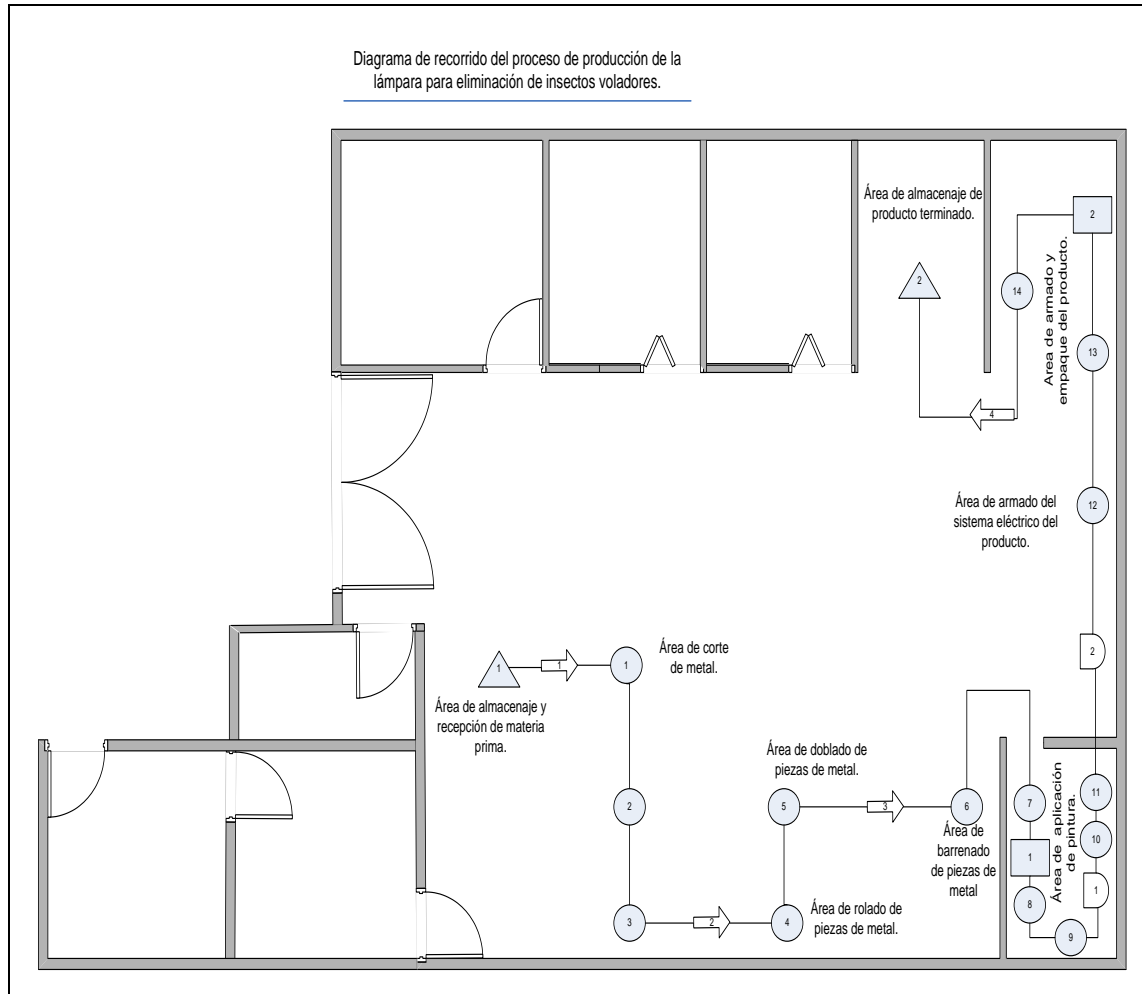 Diagrama de recorrido del proceso de producción de la
lámpara para eliminación de insectos voladores.
Área de almacenaje de
producto terminado.
2
2
14
Area de armado y
empaque del producto.
13
4
12
Área de armado del
sistema eléctrico del
producto.
2
1
1
1
Área de corte
de metal.
Área de almacenaje y
recepción de materia
prima.
Área de doblado de
piezas de metal.
2
5
3
6
7
11
Área de aplicación
de pintura.
10
Área de
barrenado
de piezas de
metal
1
1
8
3
2
4
Área de rolado de
piezas de metal.
9